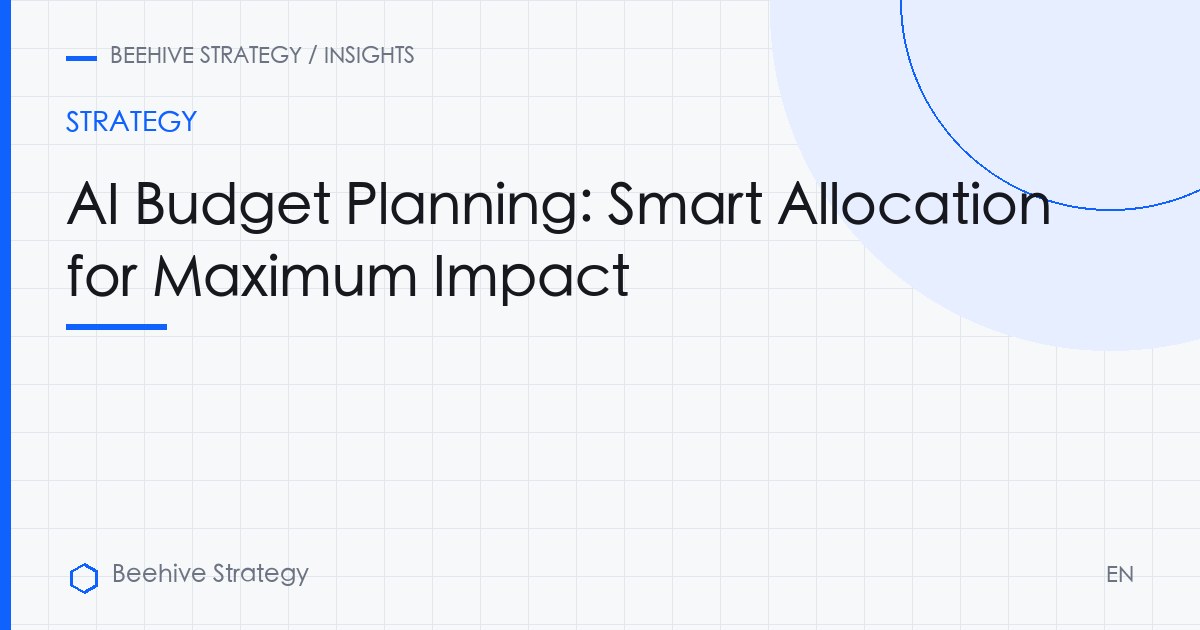 BEEHIVE STRATEGY / INSIGHTS
STRATEGY
AI Budget Planning: Smart Allocation
for Maximum Impact
Beehive Strategy
EN